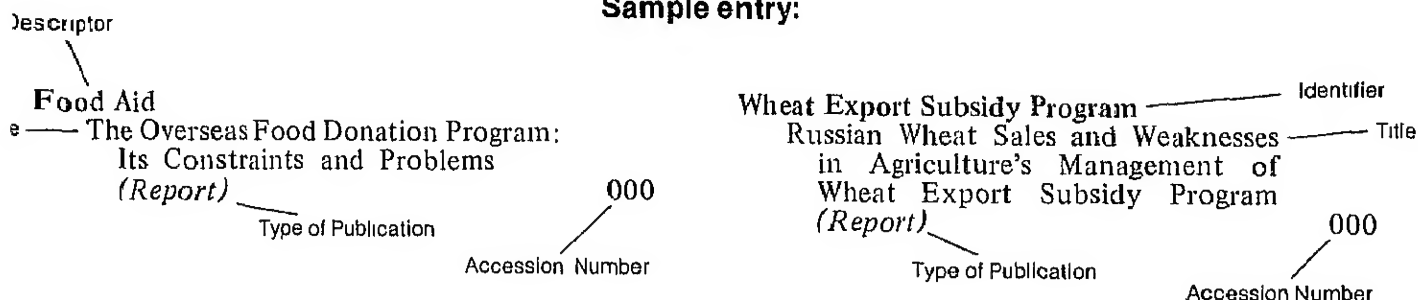 Sample entry:
Descriptor
Food Aid
e The Overseas Food Donation Program:
Its Constraints and Problems
(Report) 000
Type of Publication
Accession Number
Wheat Export Subsidy Program Identifier
Russian Wheat Sales and Weaknesses Title
in Agriculture's Management of
Wheat Export Subsidy Program
(Report) 000
Type of Publication
Accession Number